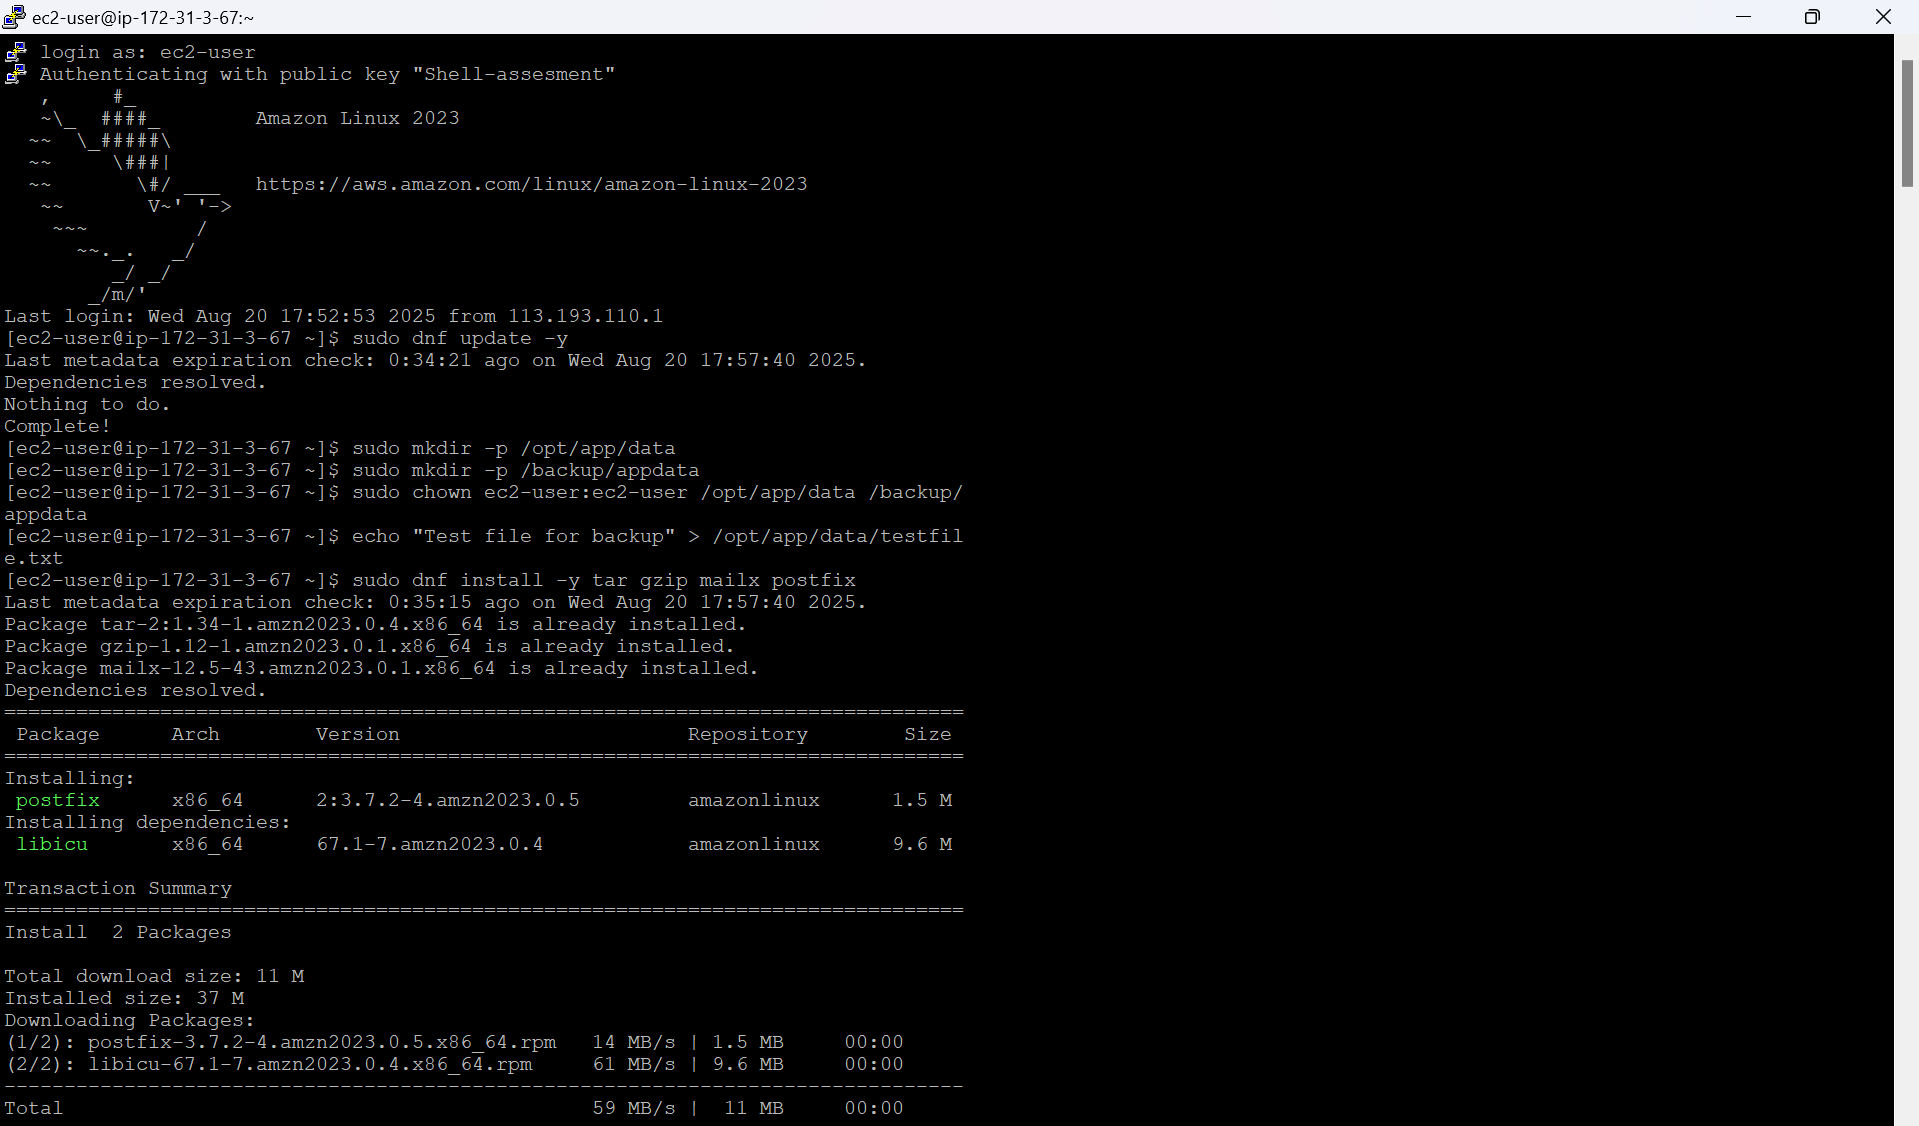 ec2-user@ip-172-31-3-67:~
login as: ec2-user
Authenticating with public key "Shell-assesment"
   ,     #_
   ~\_  ####_        Amazon Linux 2023
  ~~  \_#####\
  ~~     \###|
  ~~       \#/ ___   https://aws.amazon.com/linux/amazon-linux-2023
   ~~       V~' '->
    ~~~         /
      ~~._.   _/
         _/ _/
       _/m/'
Last login: Wed Aug 20 17:52:53 2025 from 113.193.110.1
[ec2-user@ip-172-31-3-67 ~]$ sudo dnf update -y
Last metadata expiration check: 0:34:21 ago on Wed Aug 20 17:57:40 2025.
Dependencies resolved.
Nothing to do.
Complete!
[ec2-user@ip-172-31-3-67 ~]$ sudo mkdir -p /opt/app/data
[ec2-user@ip-172-31-3-67 ~]$ sudo mkdir -p /backup/appdata
[ec2-user@ip-172-31-3-67 ~]$ sudo chown ec2-user:ec2-user /opt/app/data /backup/
appdata
[ec2-user@ip-172-31-3-67 ~]$ echo "Test file for backup" > /opt/app/data/testfil
e.txt
[ec2-user@ip-172-31-3-67 ~]$ sudo dnf install -y tar gzip mailx postfix
Last metadata expiration check: 0:35:15 ago on Wed Aug 20 17:57:40 2025.
Package tar-2:1.34-1.amzn2023.0.4.x86_64 is already installed.
Package gzip-1.12-1.amzn2023.0.1.x86_64 is already installed.
Package mailx-12.5-43.amzn2023.0.1.x86_64 is already installed.
Dependencies resolved.
================================================================================
 Package      Arch        Version                        Repository        Size
================================================================================
Installing:
 postfix      x86_64      2:3.7.2-4.amzn2023.0.5         amazonlinux      1.5 M
Installing dependencies:
 libicu       x86_64      67.1-7.amzn2023.0.4            amazonlinux      9.6 M
Transaction Summary
================================================================================
Install  2 Packages
Total download size: 11 M
Installed size: 37 M
Downloading Packages:
(1/2): postfix-3.7.2-4.amzn2023.0.5.x86_64.rpm   14 MB/s | 1.5 MB     00:00
(2/2): libicu-67.1-7.amzn2023.0.4.x86_64.rpm     61 MB/s | 9.6 MB     00:00
--------------------------------------------------------------------------------
Total                                            59 MB/s |  11 MB     00:00